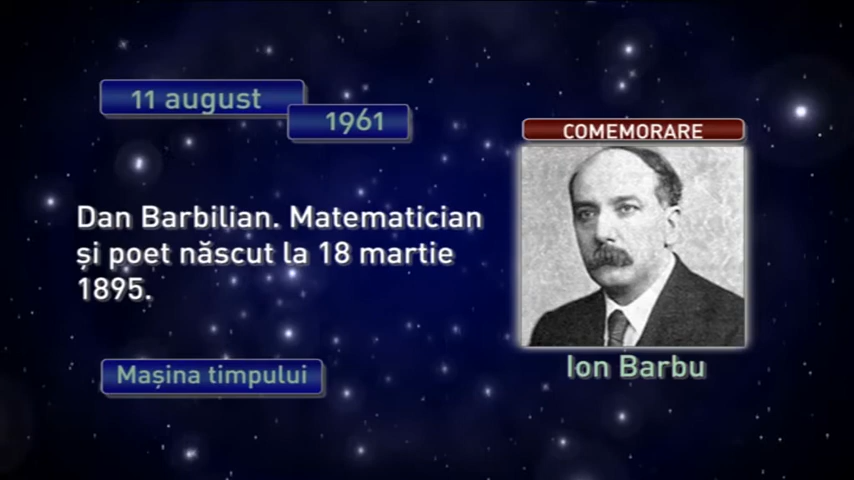 11 august
1961
COMEMORARE
Dan Barbilian. Matematician
și poet născut la 18 martie
1895.
Ion Barbu
Mașina timpului